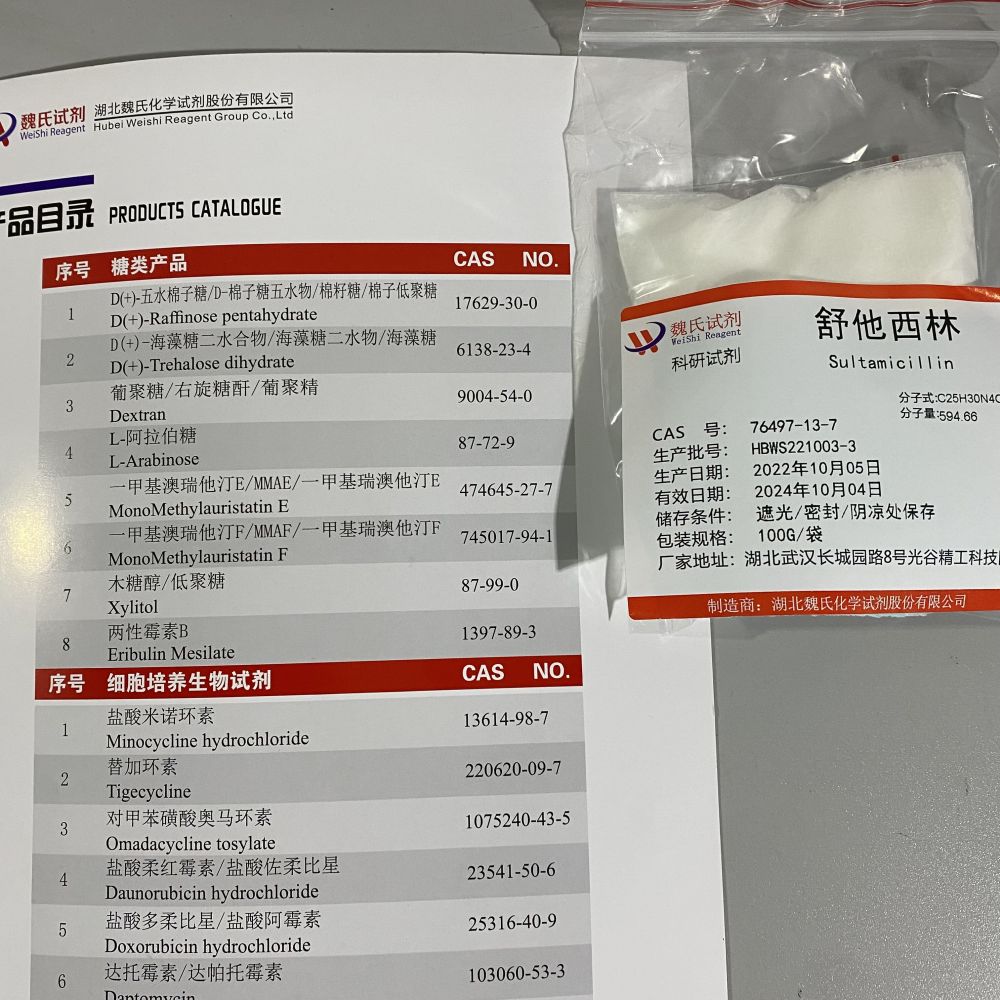 魏氏试剂
WeiShi Reagent
湖北魏氏化学试剂股份有限公司
Hubei Weishi Reagent Group Co.,Ltd
产品目录 PRODUCTS CATALOGUE
序号 糖类产品 CAS NO.
1 D(+)-五水棉子糖/D-棉子糖五水物/棉籽糖/棉子低聚糖 17629-30-0
D(+)-Raffinose pentahydrate
2 D(+)-海藻糖二水合物/海藻糖二水物/海藻糖 6138-23-4
D(+)-Trehalose dihydrate
3 葡聚糖/右旋糖酐/葡聚精 9004-54-0
Dextran
4 L-阿拉伯糖 87-72-9
L-Arabinose
5 一甲基澳瑞他汀E/MMAE/一甲基瑞澳他汀E 474645-27-7
MonoMethylauristatin E
6 一甲基澳瑞他汀F/MMAF/一甲基瑞澳他汀F 745017-94-1
MonoMethylauristatin F
7 木糖醇/低聚糖 87-99-0
Xylitol
8 两性霉素B 1397-89-3
Eribulin Mesilate
序号 细胞培养生物试剂 CAS NO.
1 盐酸米诺环素 13614-98-7
Minocycline hydrochloride
2 替加环素 220620-09-7
Tigecycline
3 对甲苯磺酸奥马环素 1075240-43-5
Omadacycline tosylate
4 盐酸柔红霉素/盐酸佐柔比星 23541-50-6
Daunorubicin hydrochloride
5 盐酸多柔比星/盐酸阿霉素 25316-40-9
Doxorubicin hydrochloride
6 达托霉素/达帕托霉素 103060-53-3
Daptomycin
魏氏试剂
WeiShi Reagent
科研试剂
舒他西林
Sultamicillin
分子式:C25H30N4O
分子量:594.66
CAS 号: 76497-13-7
生产批号: HBWS221003-3
生产日期: 2022年10月05日
有效日期: 2024年10月04日
储存条件: 遮光/密封/阴凉处保存
包装规格: 100G/袋
厂家地址: 湖北武汉长城园路8号光谷精工科技
制造商: 湖北魏氏化学试剂股份有限公司